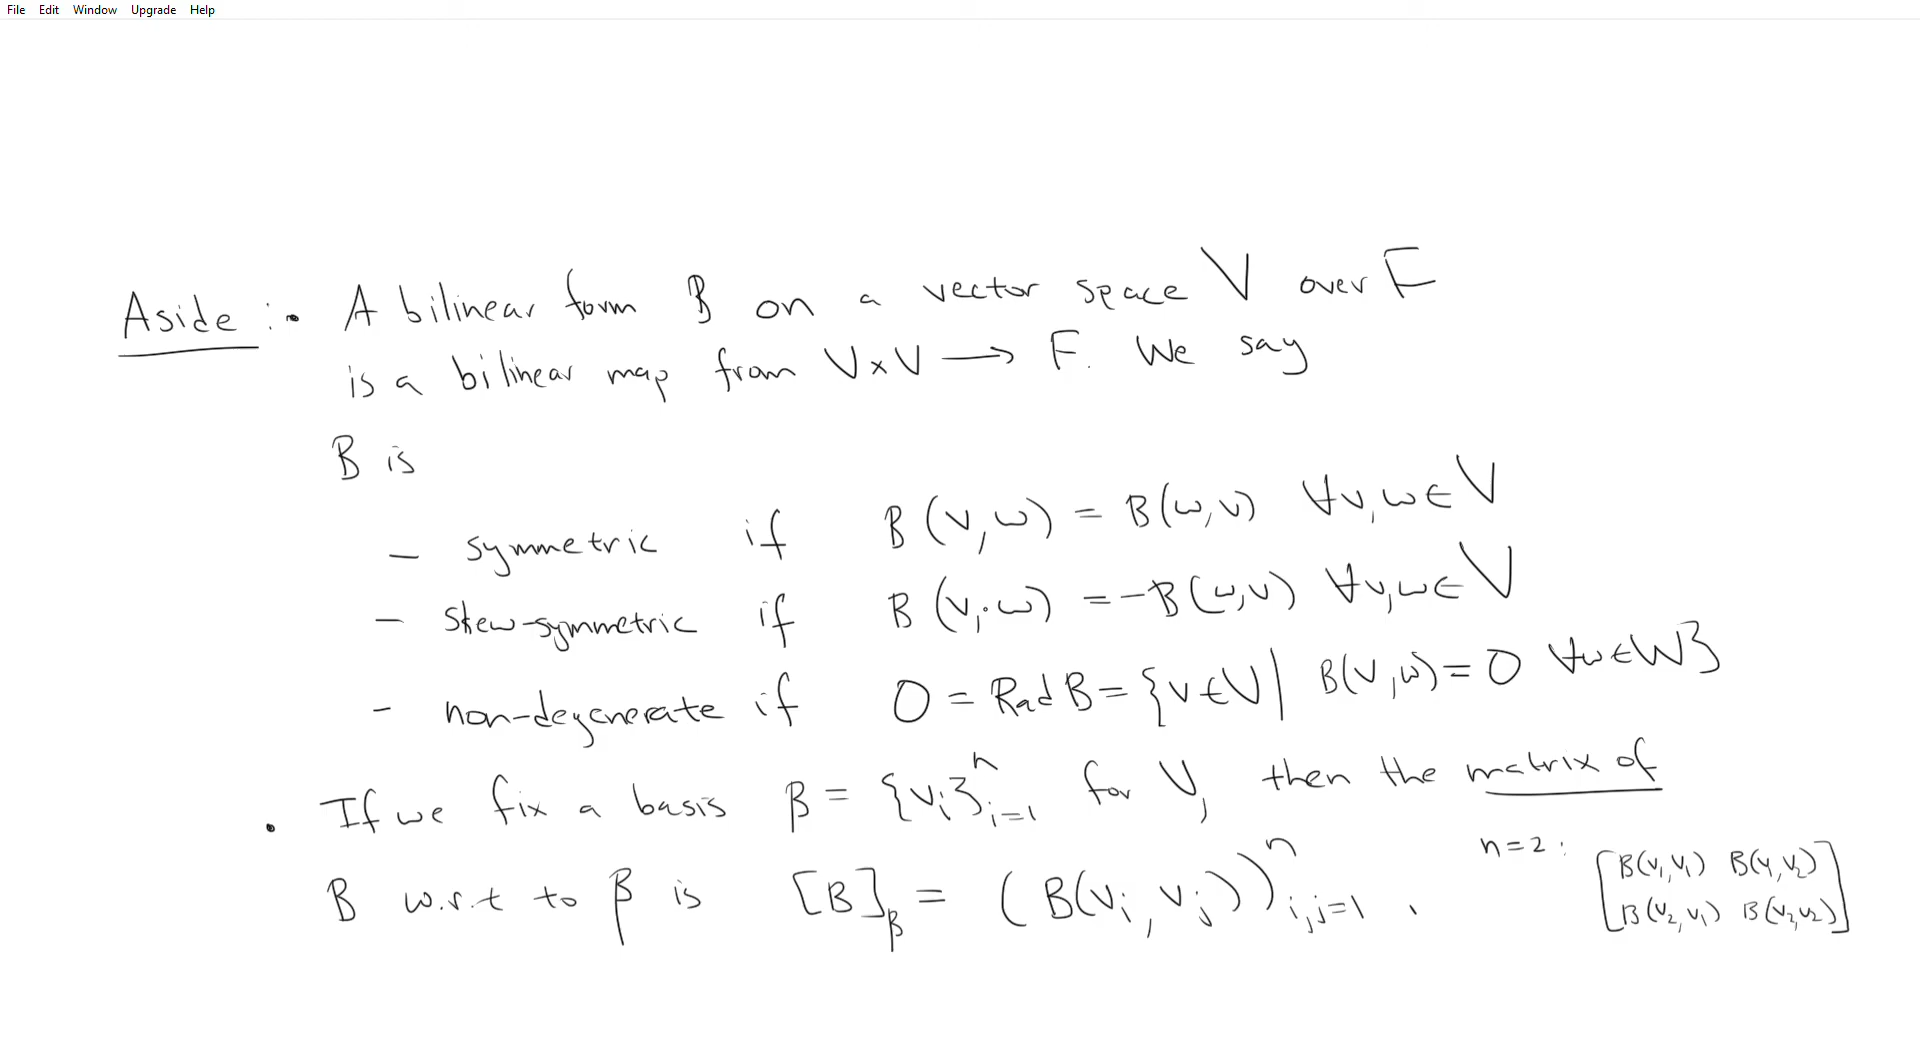 File Edit Window Upgrade Help
Aside :• A bilinear form B on a vector space V over F
is a bilinear map from V×V → F. We say
B is
– symmetric if B(v,w) = B(w,v) ∀v,w∈V
– skew-symmetric if B(v,w) = -B(w,v) ∀v,w∈V
- non-degenerate if 0 = Rad B = {v∈V | B(v,w) = 0 ∀w∈W}
• If we fix a basis β = {vᵢ}ⁿᵢ₌₁ for V, then the matrix of
B w.r.t to β is [B]_β = (B(vᵢ,vⱼ))ⁿ_{i,j=1} .
n=2: [B(v₁,v₁) B(v₁,v₂)
B(v₂,v₁) B(v₂,v₂)]